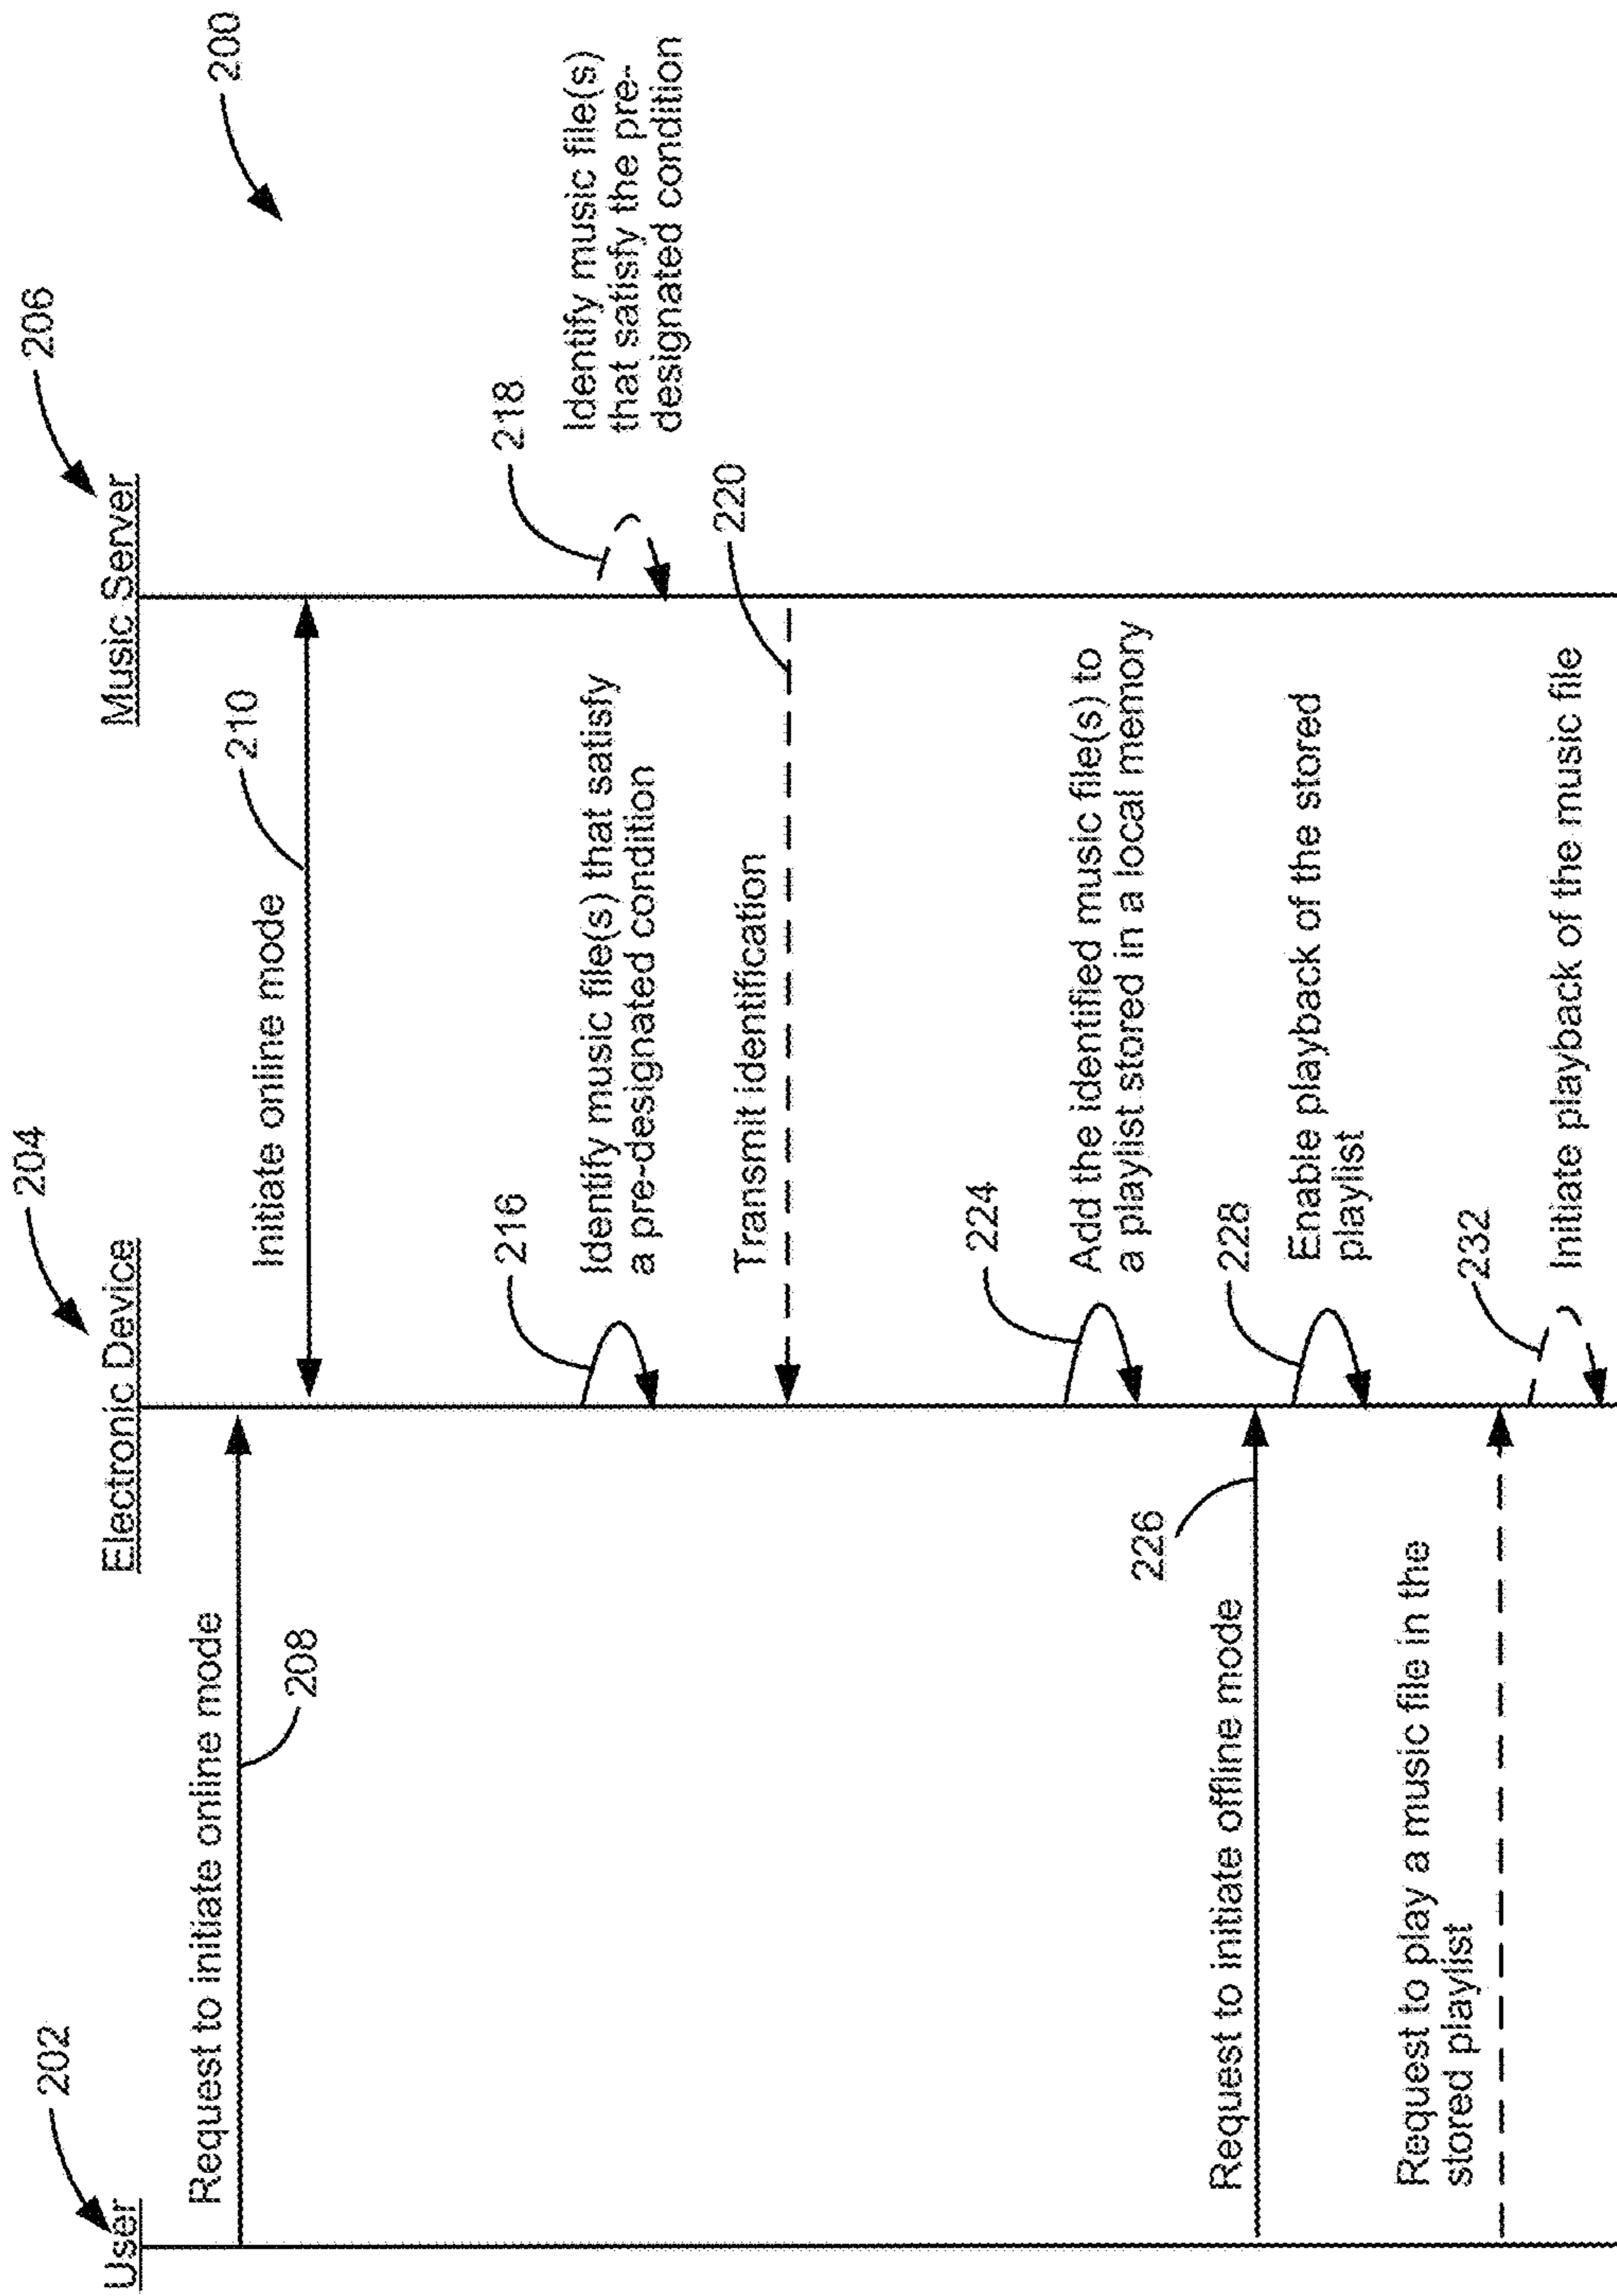 200
User
202
Electronic Device
204
Music Server
206
Request to initiate online mode
208
Initiate online mode
210
216
Identify music file(s) that satisfy
a pre-designated condition
218
Identify music file(s)
that satisfy the pre-
designated condition
Transmit identification
220
224
Add the identified music file(s) to
a playlist stored in a local memory
Request to initiate offline mode
226
228
Enable playback of the stored
playlist
Request to play a music file in the
stored playlist
232
Initiate playback of the music file